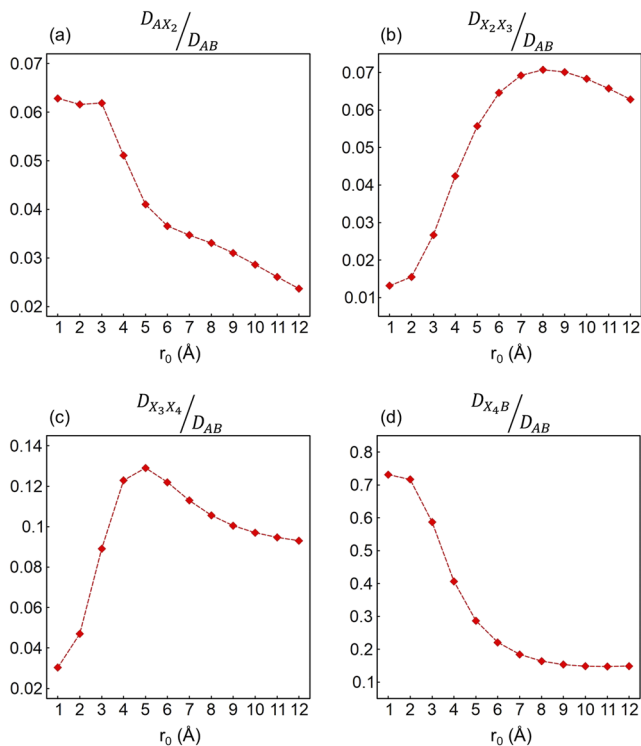 (a) D_{AX_2}/D_{AB}
0.07
0.06
0.05
0.04
0.03
0.02
1 2 3 4 5 6 7 8 9 10 11 12
r_0 (Å)
(b) D_{X_2X_3}/D_{AB}
0.07
0.06
0.05
0.04
0.03
0.02
0.01
1 2 3 4 5 6 7 8 9 10 11 12
r_0 (Å)
(c) D_{X_3X_4}/D_{AB}
0.14
0.12
0.1
0.08
0.06
0.04
0.02
1 2 3 4 5 6 7 8 9 10 11 12
r_0 (Å)
(d) D_{X_4B}/D_{AB}
0.8
0.7
0.6
0.5
0.4
0.3
0.2
0.1
1 2 3 4 5 6 7 8 9 10 11 12
r_0 (Å)